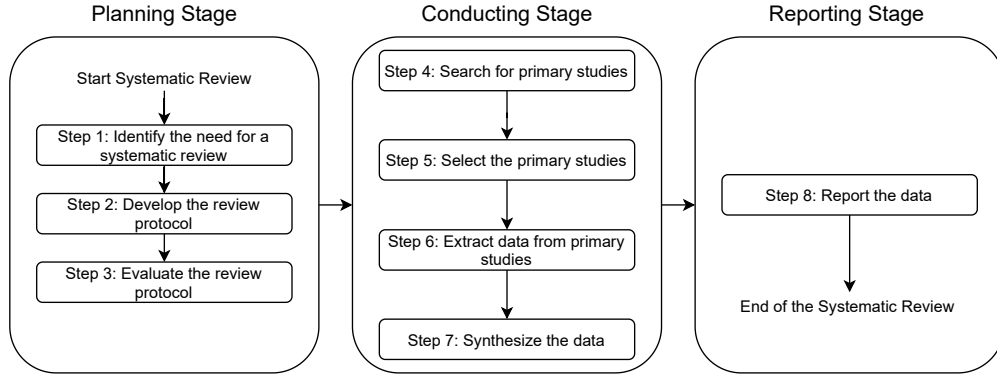 Planning Stage
Start Systematic Review
Step 1: Identify the need for a
systematic review
Step 2: Develop the review
protocol
Step 3: Evaluate the review
protocol
Conducting Stage
Step 4: Search for primary studies
Step 5: Select the primary studies
Step 6: Extract data from primary
studies
Step 7: Synthesize the data
Reporting Stage
Step 8: Report the data
End of the Systematic Review